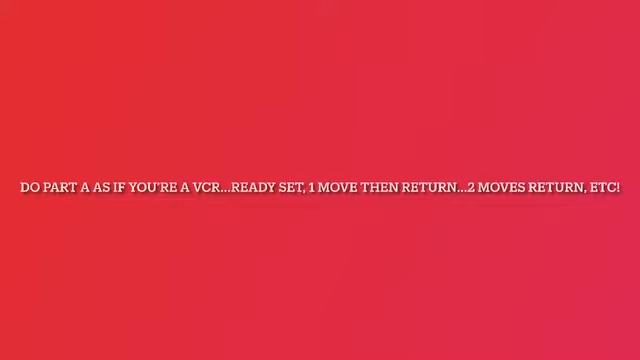 DO PART A AS IF YOU'RE A VCR...READY SET, 1 MOVE THEN RETURN...2 MOVES RETURN, ETC!